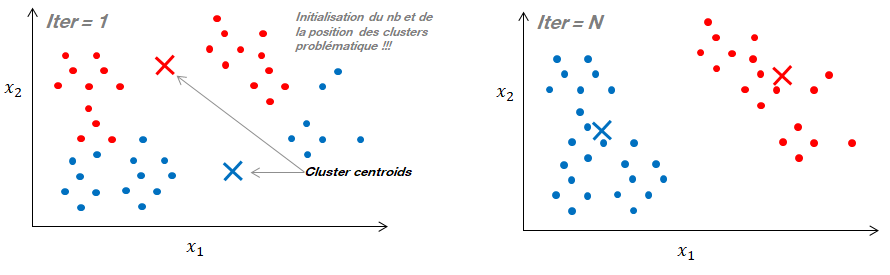 Iter = 1
Initialisation du nb et de
la position des clusters
problématique !!!
x₂
Cluster centroids
x₁
Iter = N
x₂
x₁